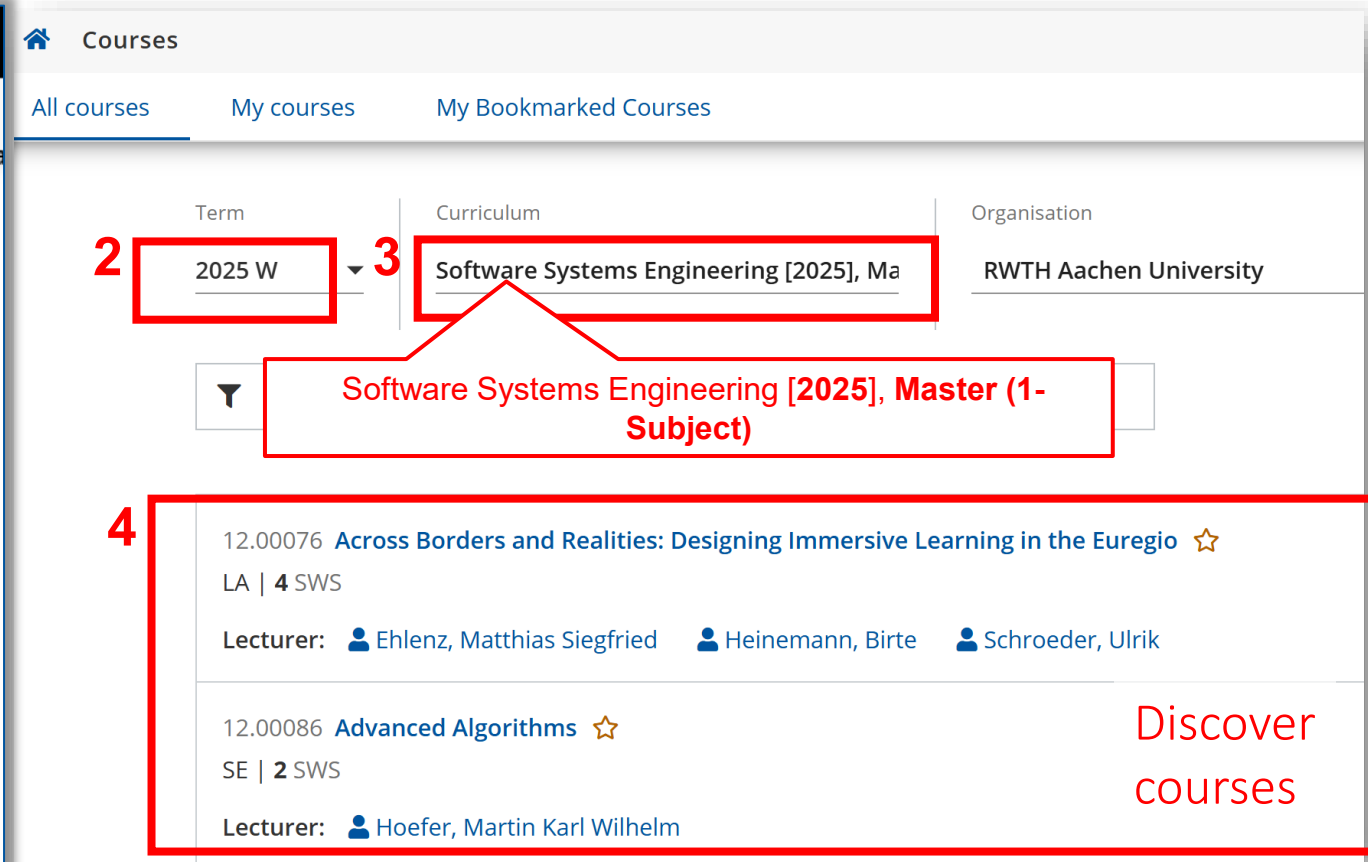 Courses
All courses My courses My Bookmarked Courses
Term Curriculum Organisation
2 2025 W 3 Software Systems Engineering [2025], Ma RWTH Aachen University
Software Systems Engineering [2025], Master (1-
Subject)
4
12.00076 Across Borders and Realities: Designing Immersive Learning in the Euregio
LA | 4 SWS
Lecturer: Ehlenz, Matthias Siegfried Heinemann, Birte Schroeder, Ulrik
12.00086 Advanced Algorithms
SE | 2 SWS
Lecturer: Hoefer, Martin Karl Wilhelm
Discover
courses